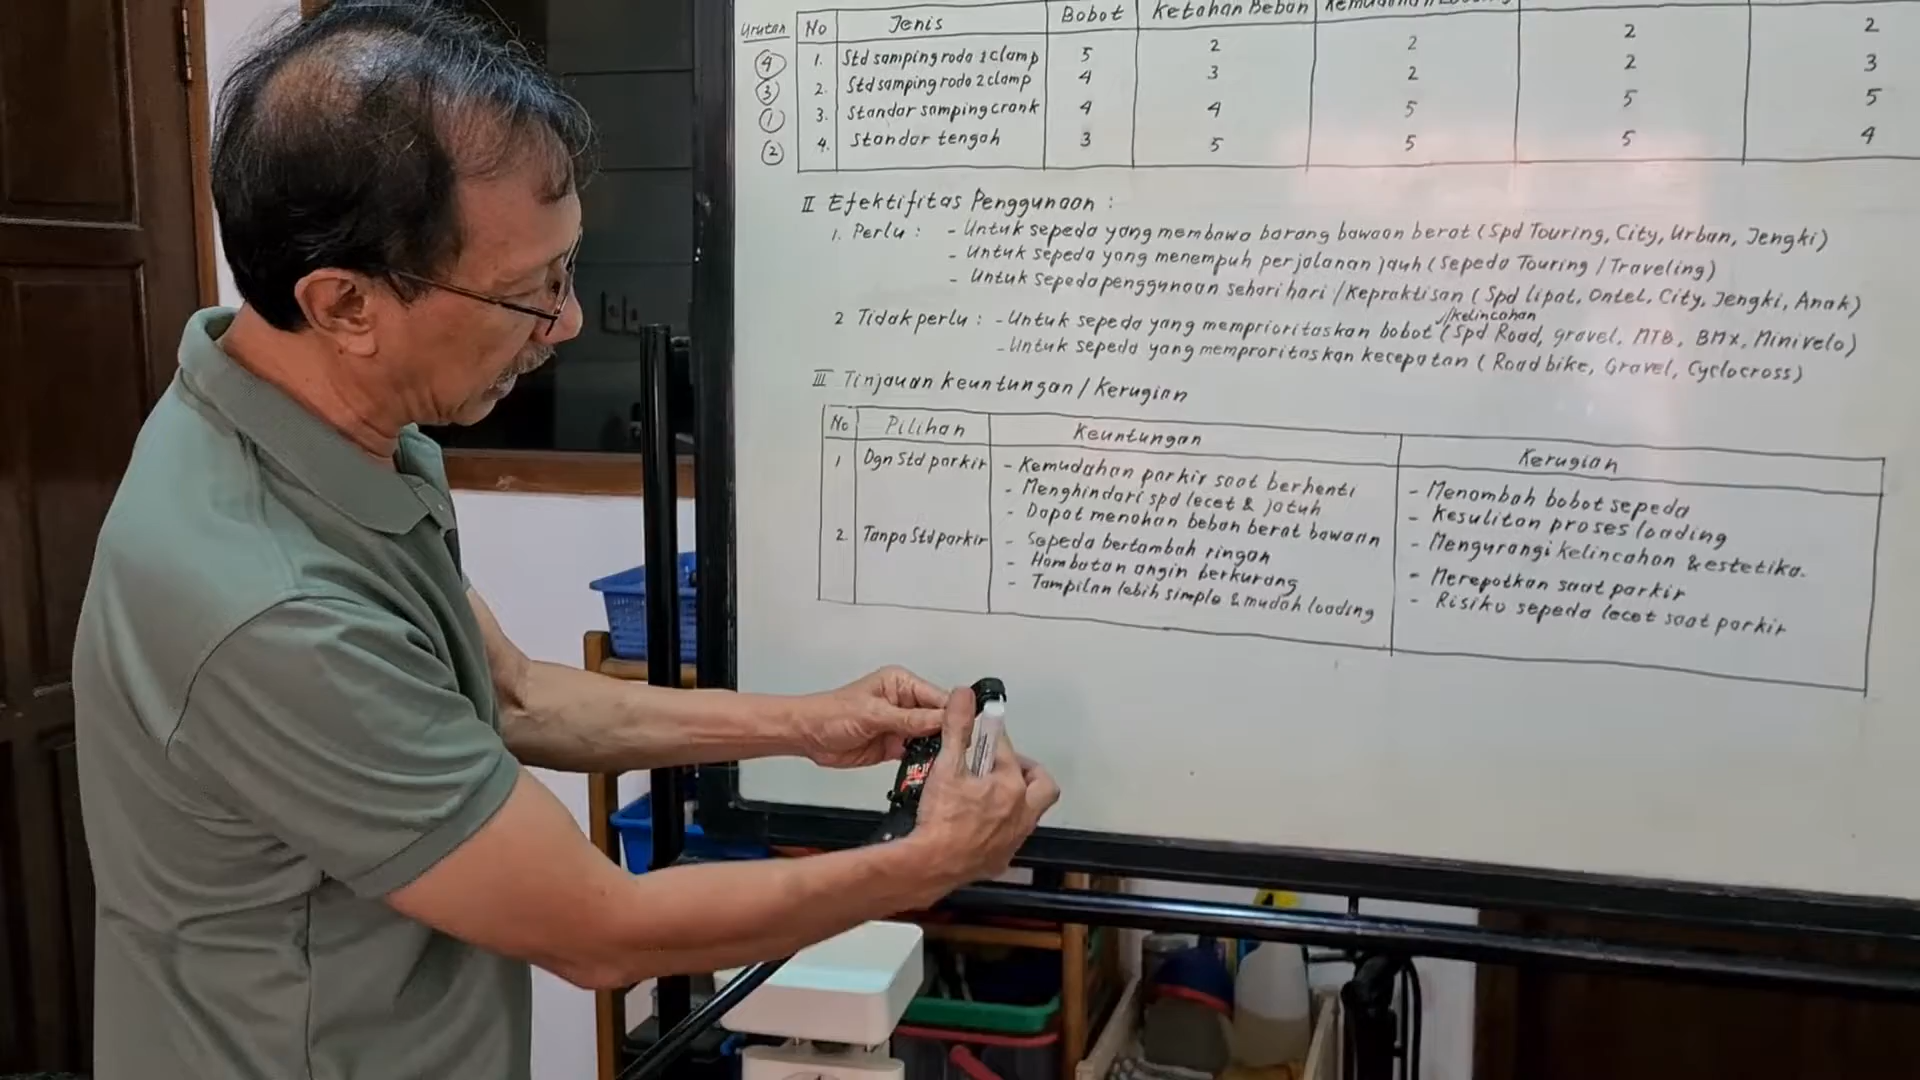 Urutan No Jenis Bobot Ketahan Beban
④ 1. Std samping roda 1 clamp 5 2 2 2 2
③ 2. Std samping roda 2 clamp 4 3 2 2 3
① 3. Standar samping crank 4 4 5 5 5
② 4. Standar tengah 3 5 5 5 4
II Efektifitas Penggunaan :
1. Perlu : - Untuk sepeda yang membawa barang bawaan berat (Spd Touring, City, Urban, Jengki)
- Untuk sepeda yang menempuh perjalanan jauh (Sepeda Touring / Traveling)
- Untuk sepeda penggunaan sehari hari / Kepraktisan (Spd lipat, Ontel, City, Jengki, Anak)
/kelincahan
2 Tidak perlu : - Untuk sepeda yang memprioritaskan bobot (Spd Road, gravel, MTB, BMX, Minivelo)
- Untuk sepeda yang memproritaskan kecepatan (Road bike, Gravel, Cyclocross)
III Tinjauan keuntungan / Kerugian
No Pilihan Keuntungan Kerugian
1 Dgn Std parkir - Kemudahan parkir saat berhenti - Menambah bobot sepeda
- Menghindari spd lecet & jatuh - Kesulitan proses loading
- Dapat menahan beban berat bawaan - Mengurangi kelincahan & estetika.
2. Tanpa Std parkir - Sepeda bertambah ringan - Merepotkan saat parkir
- Hambatan angin berkurang - Risiko sepeda lecet saat parkir
- Tampilan lebih simple & mudah loading